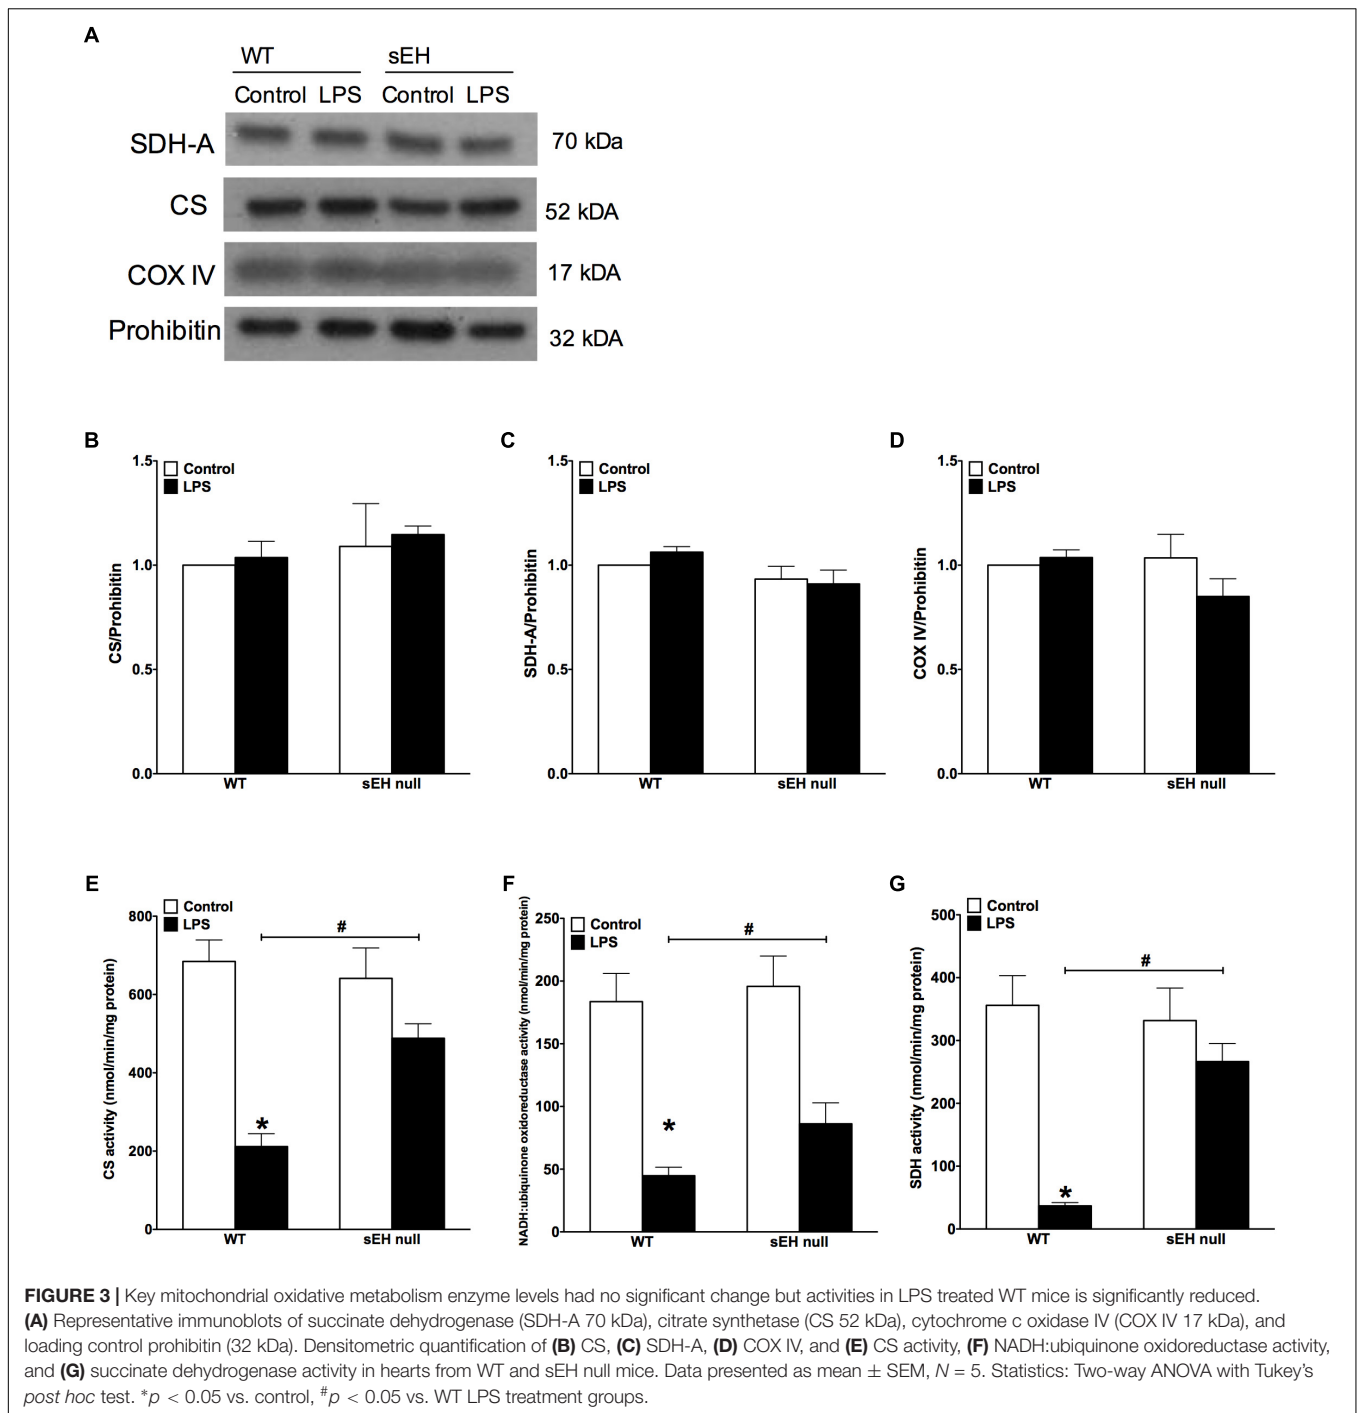 A
WT sEH
Control LPS Control LPS
SDH-A 70 kDa
CS 52 kDA
COX IV 17 kDA
Prohibitin 32 kDA
B
1.5
1.0
0.5
0.0
CS/Prohibitin
Control
LPS
WT sEH null
C
1.5
1.0
0.5
0.0
SDH-A/Prohibitin
Control
LPS
WT sEH null
D
1.5
1.0
0.5
0.0
COX IV/Prohibitin
Control
LPS
WT sEH null
E
800
600
400
200
0
CS activity (nmol/min/mg protein)
Control
LPS
#
*
WT sEH null
F
250
200
150
100
50
0
NADH:ubiquinone oxidoreductase activity (nmol/min/mg protein)
Control
LPS
#
*
WT sEH null
G
500
400
300
200
100
0
SDH activity (nmol/min/mg protein)
Control
LPS
#
*
WT sEH null
FIGURE 3 | Key mitochondrial oxidative metabolism enzyme levels had no significant change but activities in LPS treated WT mice is significantly reduced.
(A) Representative immunoblots of succinate dehydrogenase (SDH-A 70 kDa), citrate synthetase (CS 52 kDa), cytochrome c oxidase IV (COX IV 17 kDa), and
loading control prohibitin (32 kDa). Densitometric quantification of (B) CS, (C) SDH-A, (D) COX IV, and (E) CS activity, (F) NADH:ubiquinone oxidoreductase activity,
and (G) succinate dehydrogenase activity in hearts from WT and sEH null mice. Data presented as mean ± SEM, N = 5. Statistics: Two-way ANOVA with Tukey's
post hoc test. *p < 0.05 vs. control, #p < 0.05 vs. WT LPS treatment groups.